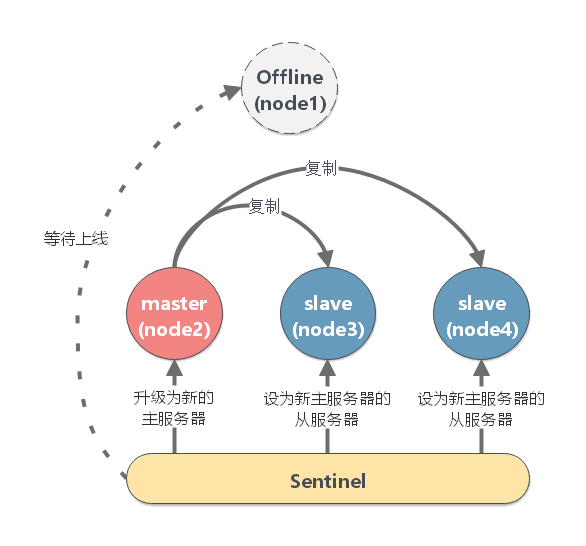 Offline
(node1)
复制
复制
等待上线
master
(node2)
slave
(node3)
slave
(node4)
升级为新的
主服务器
设为新主服务器的
从服务器
设为新主服务器的
从服务器
Sentinel